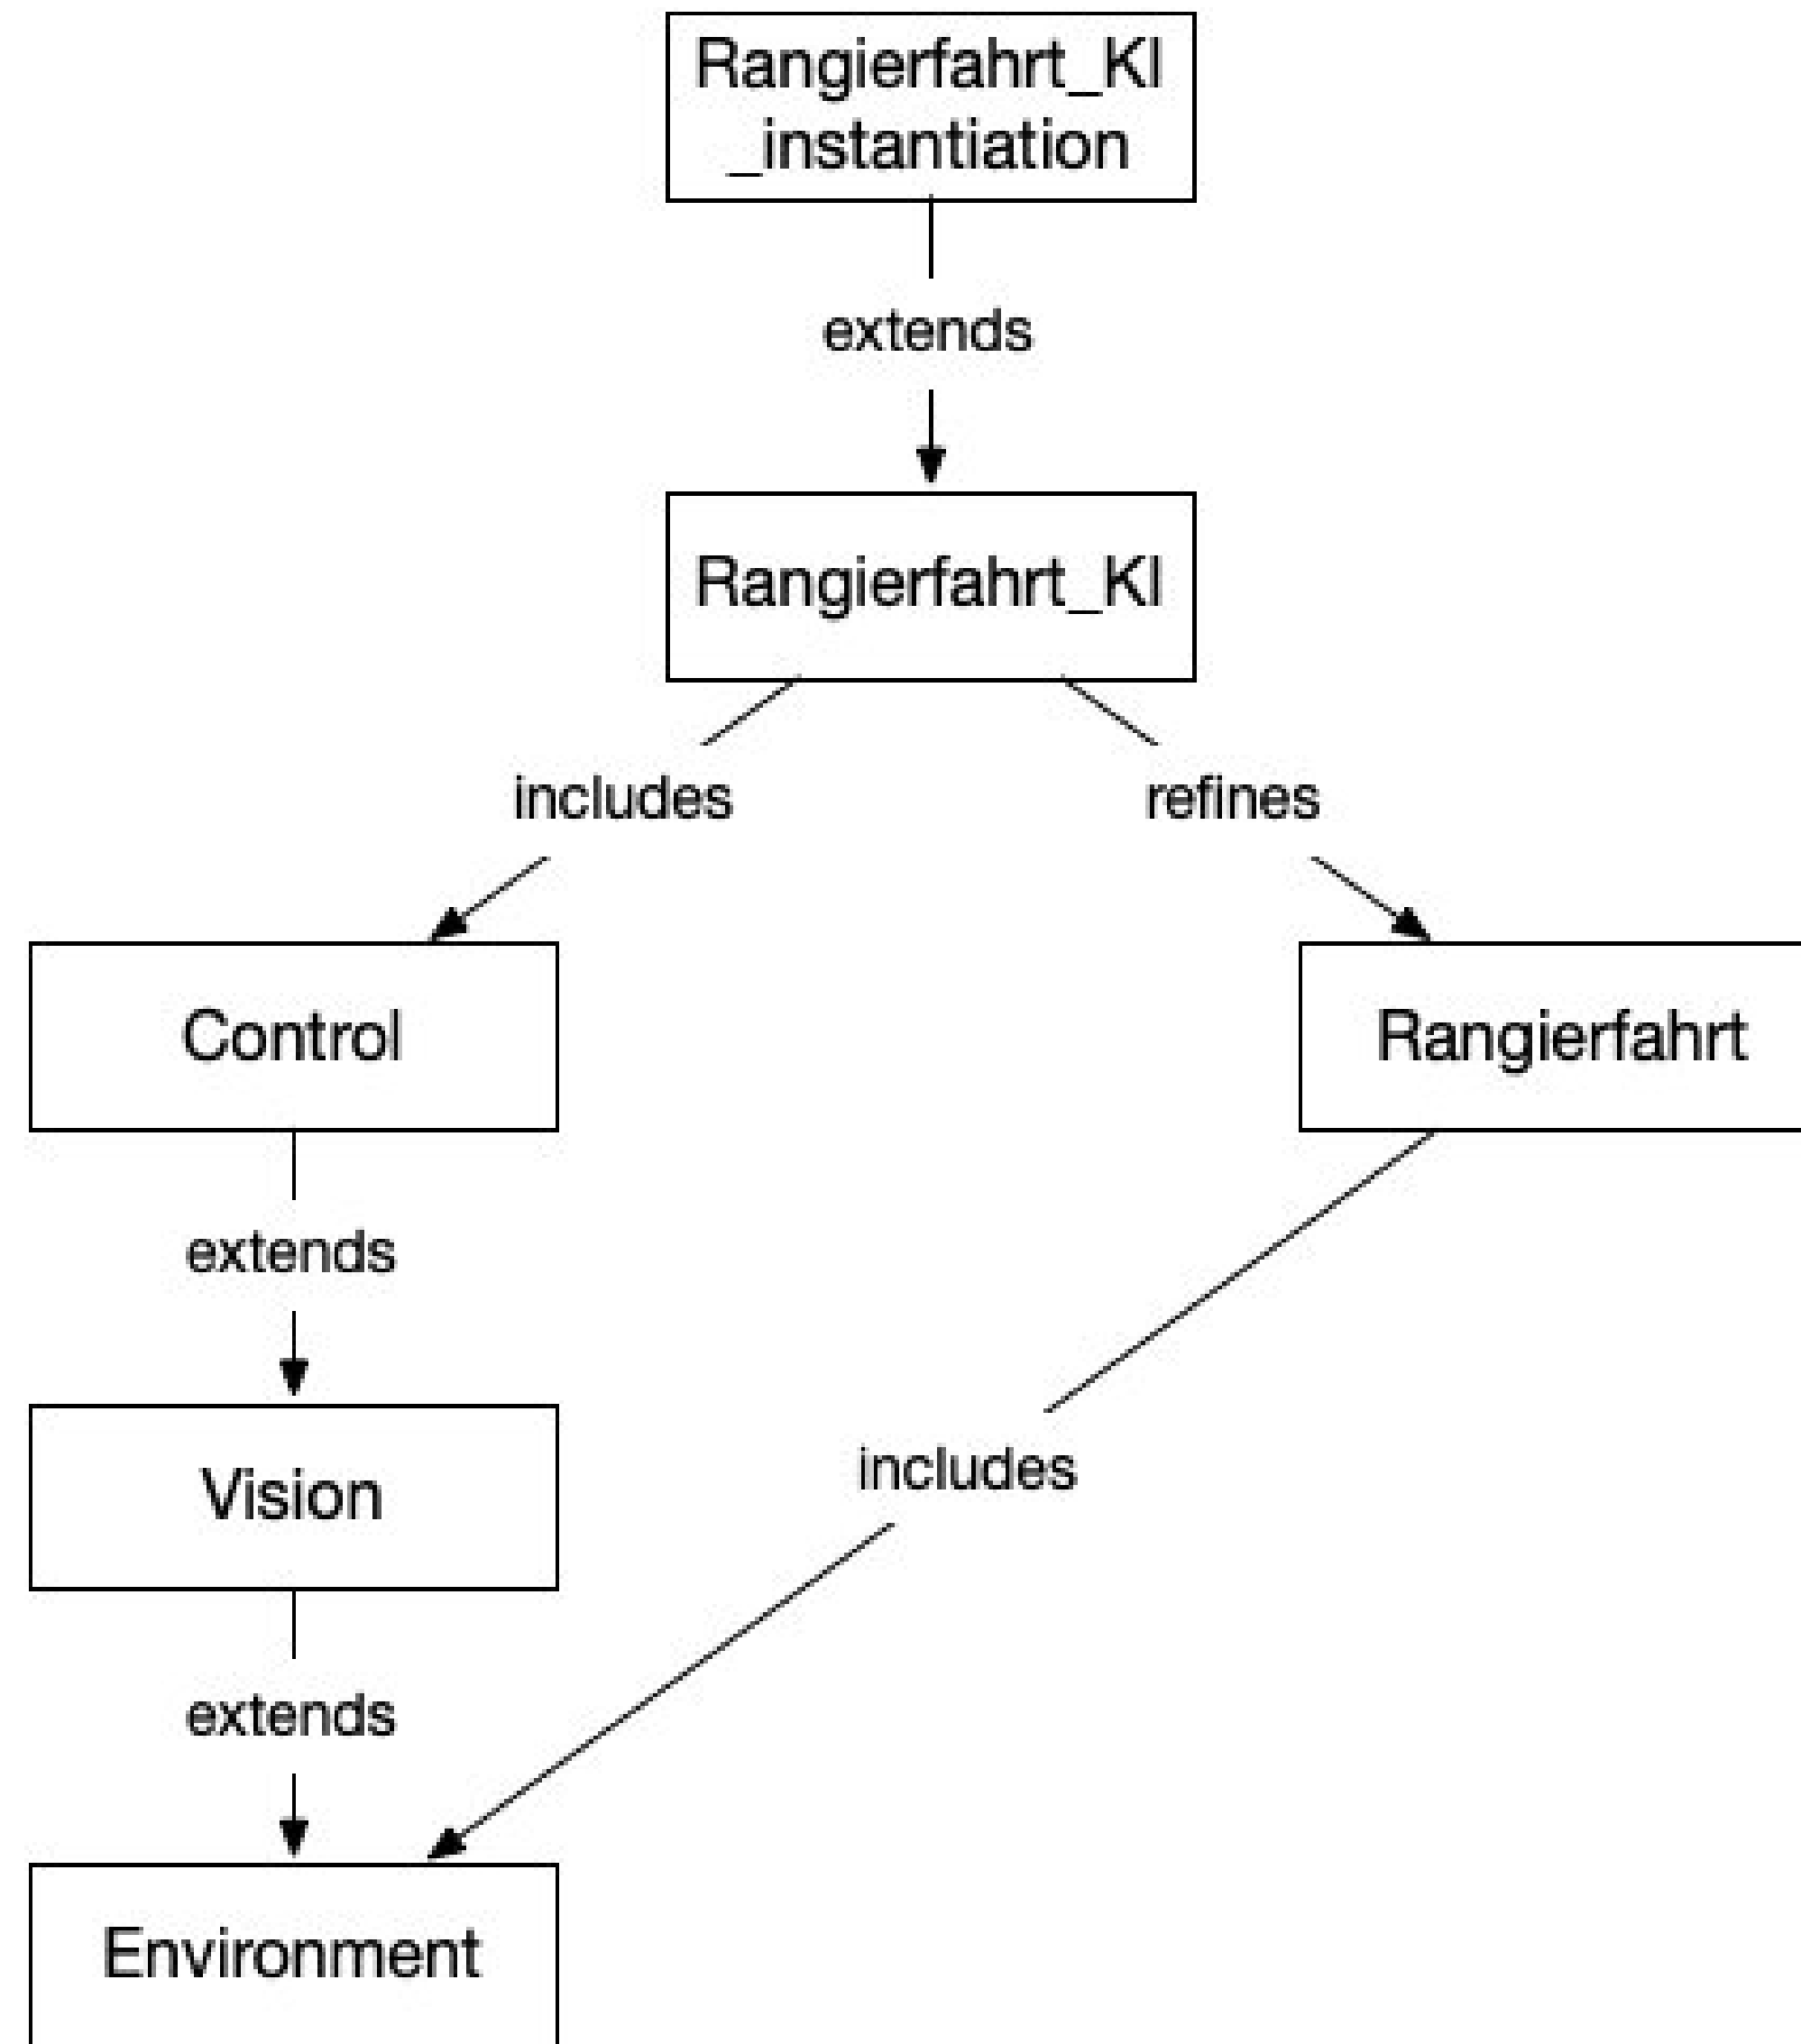 Rangierfahrt_KI
_instantiation
extends
Rangierfahrt_KI
includes
refines
Control
Rangierfahrt
extends
Vision
includes
extends
Environment